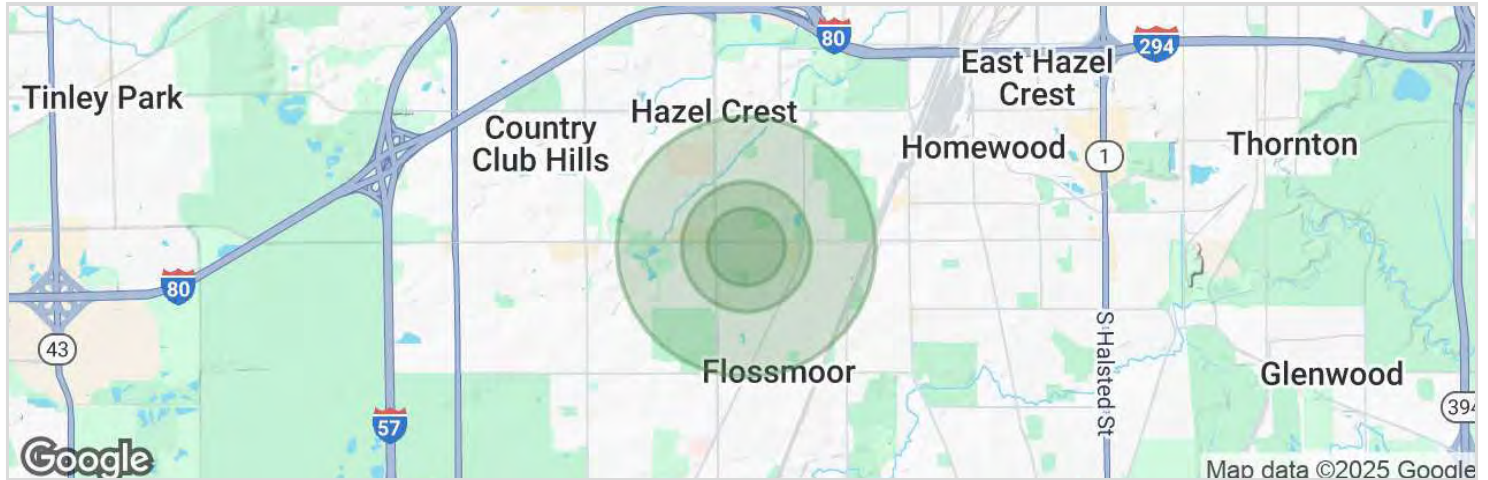 80
294
East Hazel
Crest
Tinley Park
Hazel Crest
Country
Club Hills
Homewood
1
Thornton
80
43
S Halsted St
Flossmoor
Glenwood
394
57
Google
Map data ©2025 Google